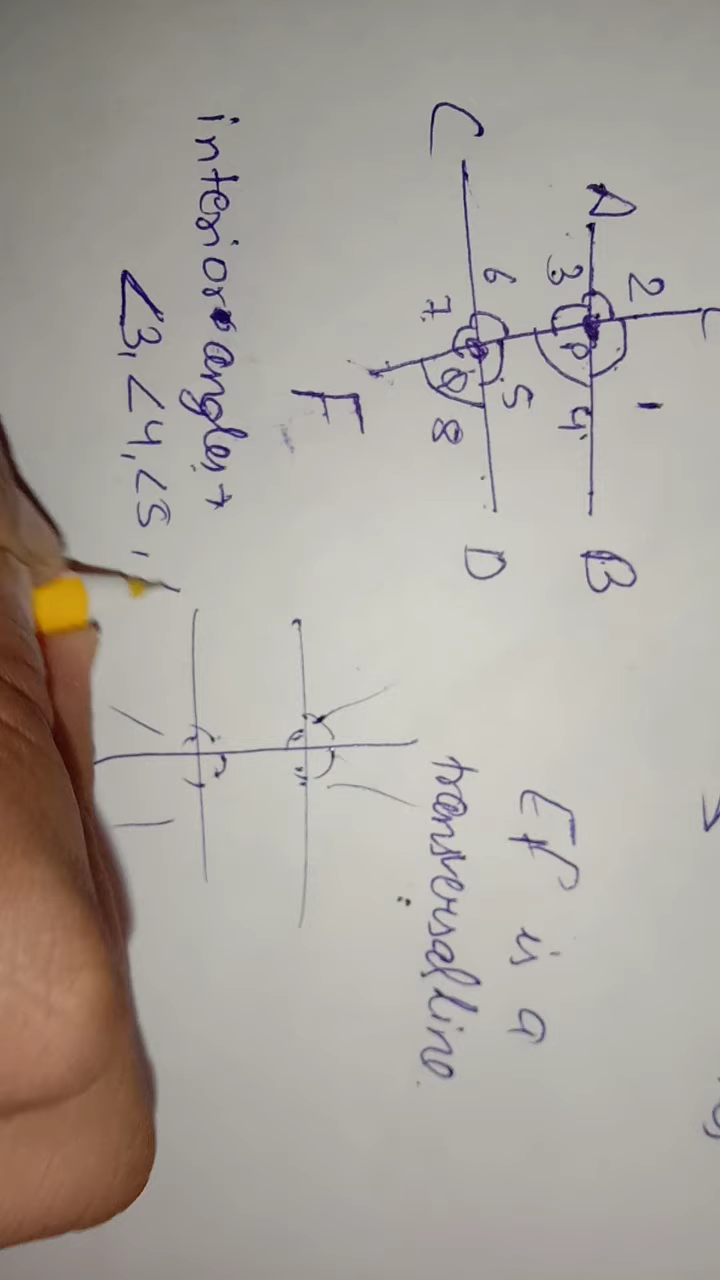 2 1
A 3 P 4 B
6 5
C 7 Q 8 D
F
EF is a
transversal line
interior angles →
∠3, ∠4, ∠5,